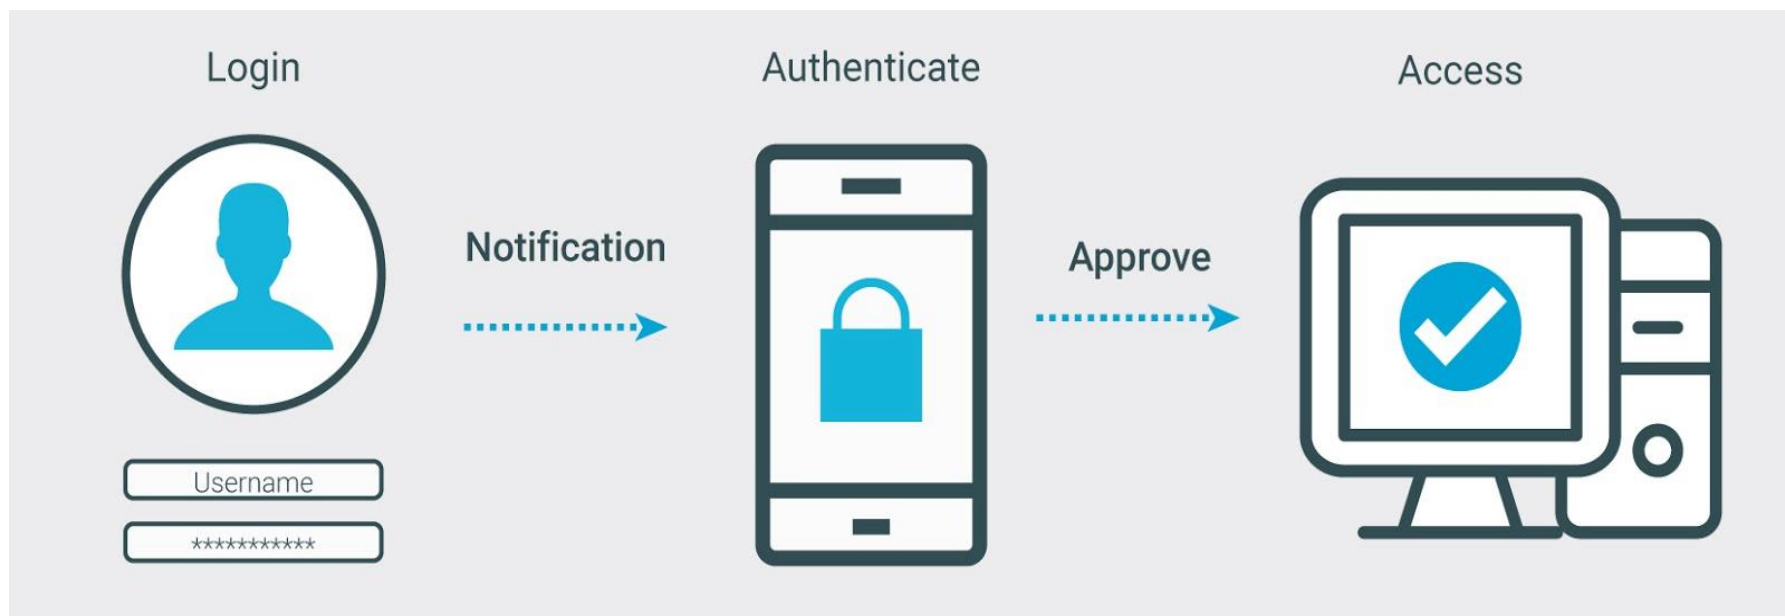 Login
Authenticate
Access
Notification
Approve
Username
***********